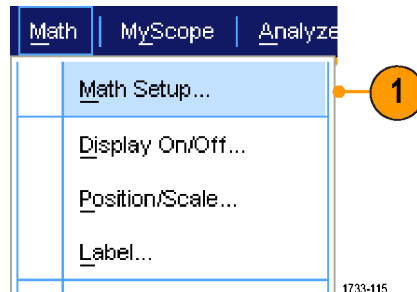 Math MyScope Analyze
Math Setup...
1
Display On/Off...
Position/Scale...
Label...
1733-115